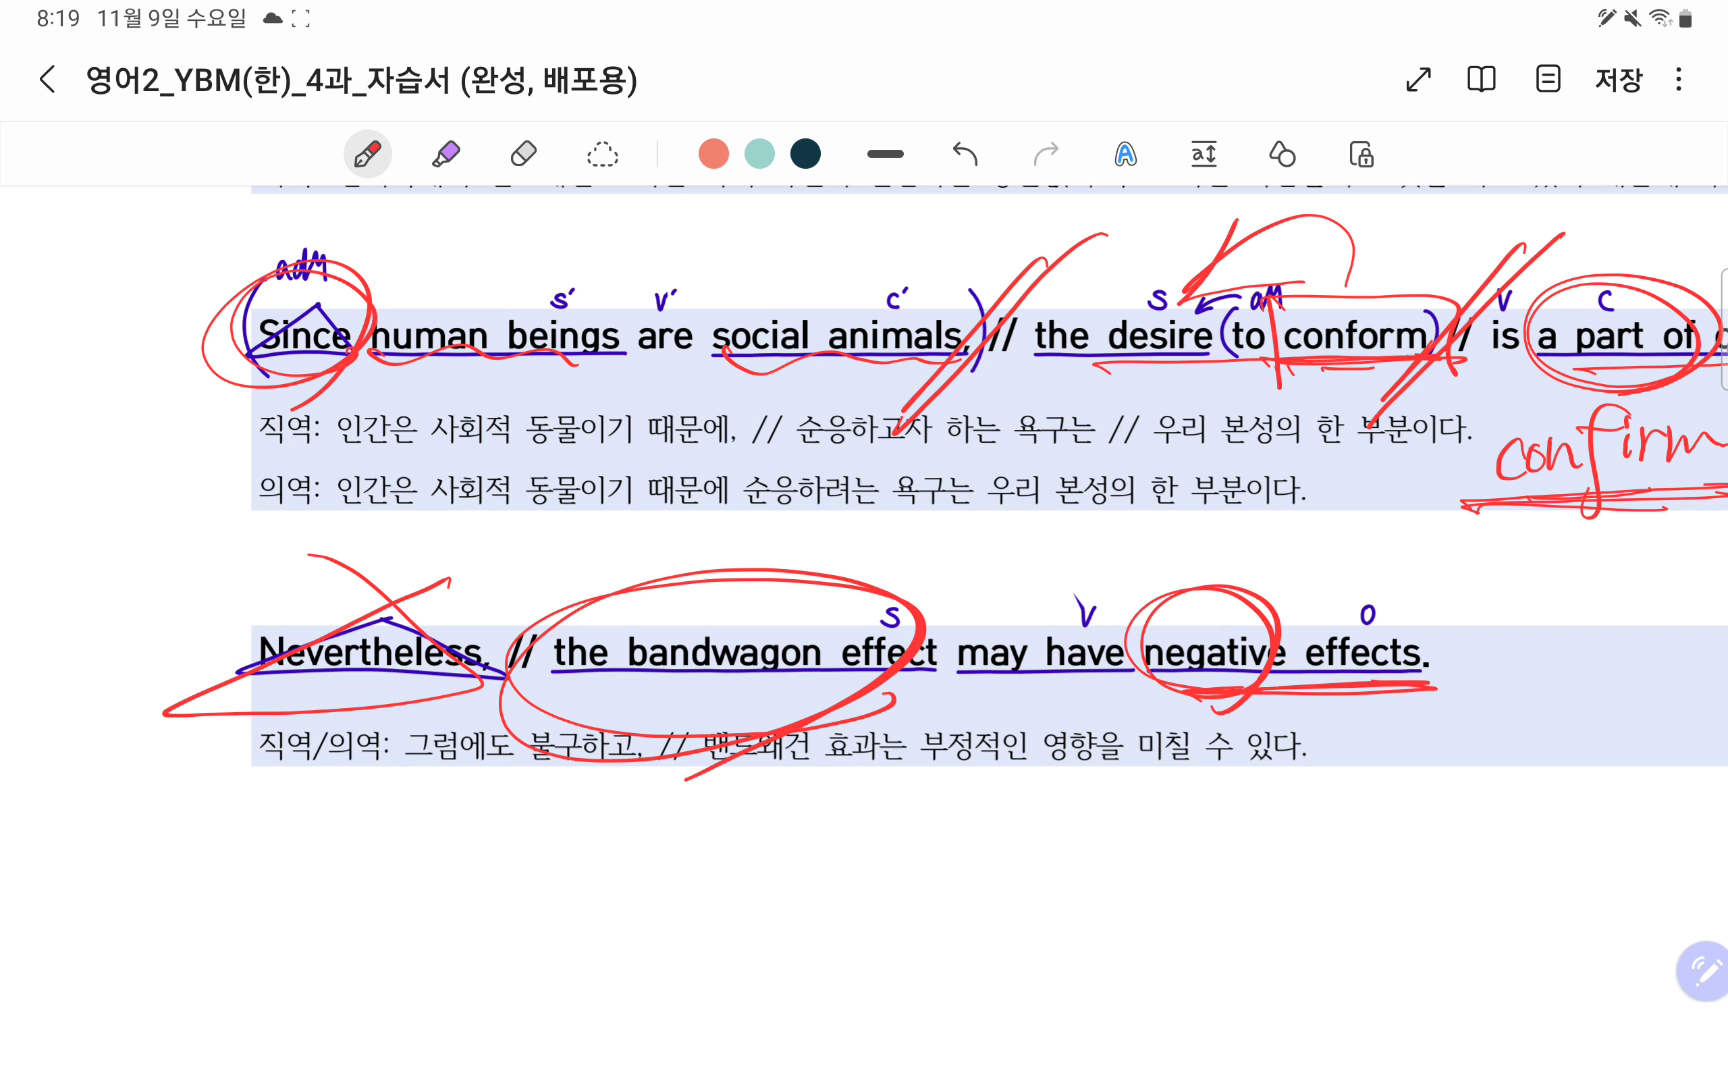 8:19 11월 9일 수요일
영어2_YBM(한)_4과_자습서 (완성, 배포용)
저장
adM
s' v' c' s aM v c
Since human beings are social animals, // the desire (to conform) // is a part of
직역: 인간은 사회적 동물이기 때문에, // 순응하고자 하는 욕구는 // 우리 본성의 한 부분이다.
confirm
의역: 인간은 사회적 동물이기 때문에 순응하려는 욕구는 우리 본성의 한 부분이다.
s v o
Nevertheless, // the bandwagon effect may have negative effects.
직역/의역: 그럼에도 불구하고, // 밴드왜건 효과는 부정적인 영향을 미칠 수 있다.